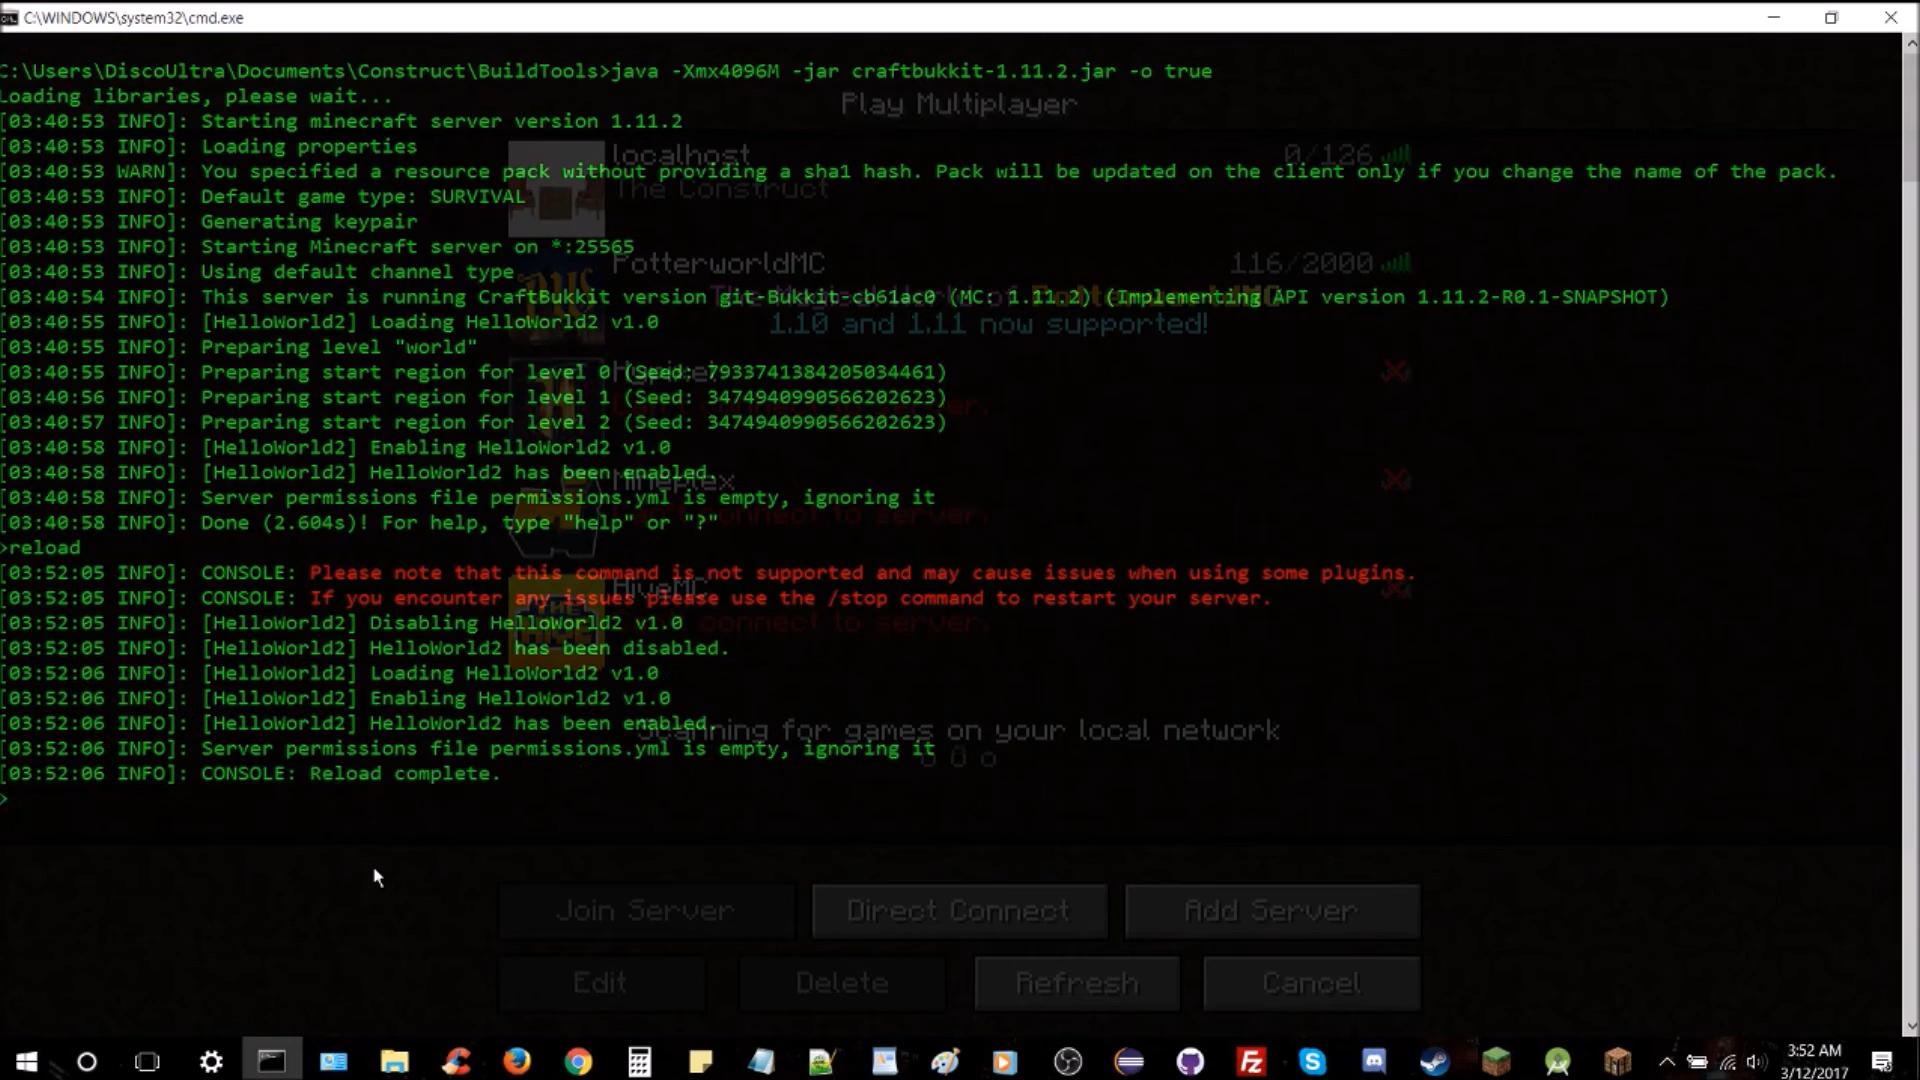 C:\WINDOWS\system32\cmd.exe
C:\Users\DiscoUltra\Documents\Construct\BuildTools>java -Xmx4096M -jar craftbukkit-1.11.2.jar -o true
Loading libraries, please wait...
Play Multiplayer
[03:40:53 INFO]: Starting minecraft server version 1.11.2
[03:40:53 INFO]: Loading properties
localhost
0/126
[03:40:53 WARN]: You specified a resource pack without providing a sha1 hash. Pack will be updated on the client only if you change the name of the pack.
The Construct
[03:40:53 INFO]: Default game type: SURVIVAL
[03:40:53 INFO]: Generating keypair
[03:40:53 INFO]: Starting Minecraft server on *:25565
PotterworldMC
116/2000
[03:40:53 INFO]: Using default channel type
[03:40:54 INFO]: This server is running CraftBukkit version git-Bukkit-cb61ac0 (MC: 1.11.2) (Implementing API version 1.11.2-R0.1-SNAPSHOT)
[03:40:55 INFO]: [HelloWorld2] Loading HelloWorld2 v1.0
1.10 and 1.11 now supported!
[03:40:55 INFO]: Preparing level "world"
[03:40:55 INFO]: Preparing start region for level 0 (Seed: 7933741384205034461)
[03:40:56 INFO]: Preparing start region for level 1 (Seed: 3474940990566202623)
[03:40:57 INFO]: Preparing start region for level 2 (Seed: 3474940990566202623)
[03:40:58 INFO]: [HelloWorld2] Enabling HelloWorld2 v1.0
[03:40:58 INFO]: [HelloWorld2] HelloWorld2 has been enabled.
Mineplex
[03:40:58 INFO]: Server permissions file permissions.yml is empty, ignoring it
[03:40:58 INFO]: Done (2.604s)! For help, type "help" or "?"
connect to server.
>reload
[03:52:05 INFO]: CONSOLE: Please note that this command is not supported and may cause issues when using some plugins.
HiveMC
[03:52:05 INFO]: CONSOLE: If you encounter any issues please use the /stop command to restart your server.
[03:52:05 INFO]: [HelloWorld2] Disabling HelloWorld2 v1.0
connect to server.
[03:52:05 INFO]: [HelloWorld2] HelloWorld2 has been disabled.
[03:52:06 INFO]: [HelloWorld2] Loading HelloWorld2 v1.0
[03:52:06 INFO]: [HelloWorld2] Enabling HelloWorld2 v1.0
[03:52:06 INFO]: [HelloWorld2] HelloWorld2 has been enabled.
Scanning for games on your local network
[03:52:06 INFO]: Server permissions file permissions.yml is empty, ignoring it
o O o
[03:52:06 INFO]: CONSOLE: Reload complete.
>
Join Server
Direct Connect
Add Server
Edit
Delete
Refresh
Cancel
3:52 AM
3/12/2017